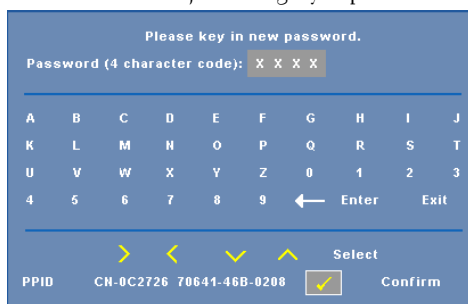 Please key in new password.
Password (4 character code): X X X X
A B C D E F G H I J
K L M N O P Q R S T
U V W X Y Z 0 1 2 3
4 5 6 7 8 9 Enter Exit
Select
PPID CN-0C2726 70641-46B-0208 Confirm